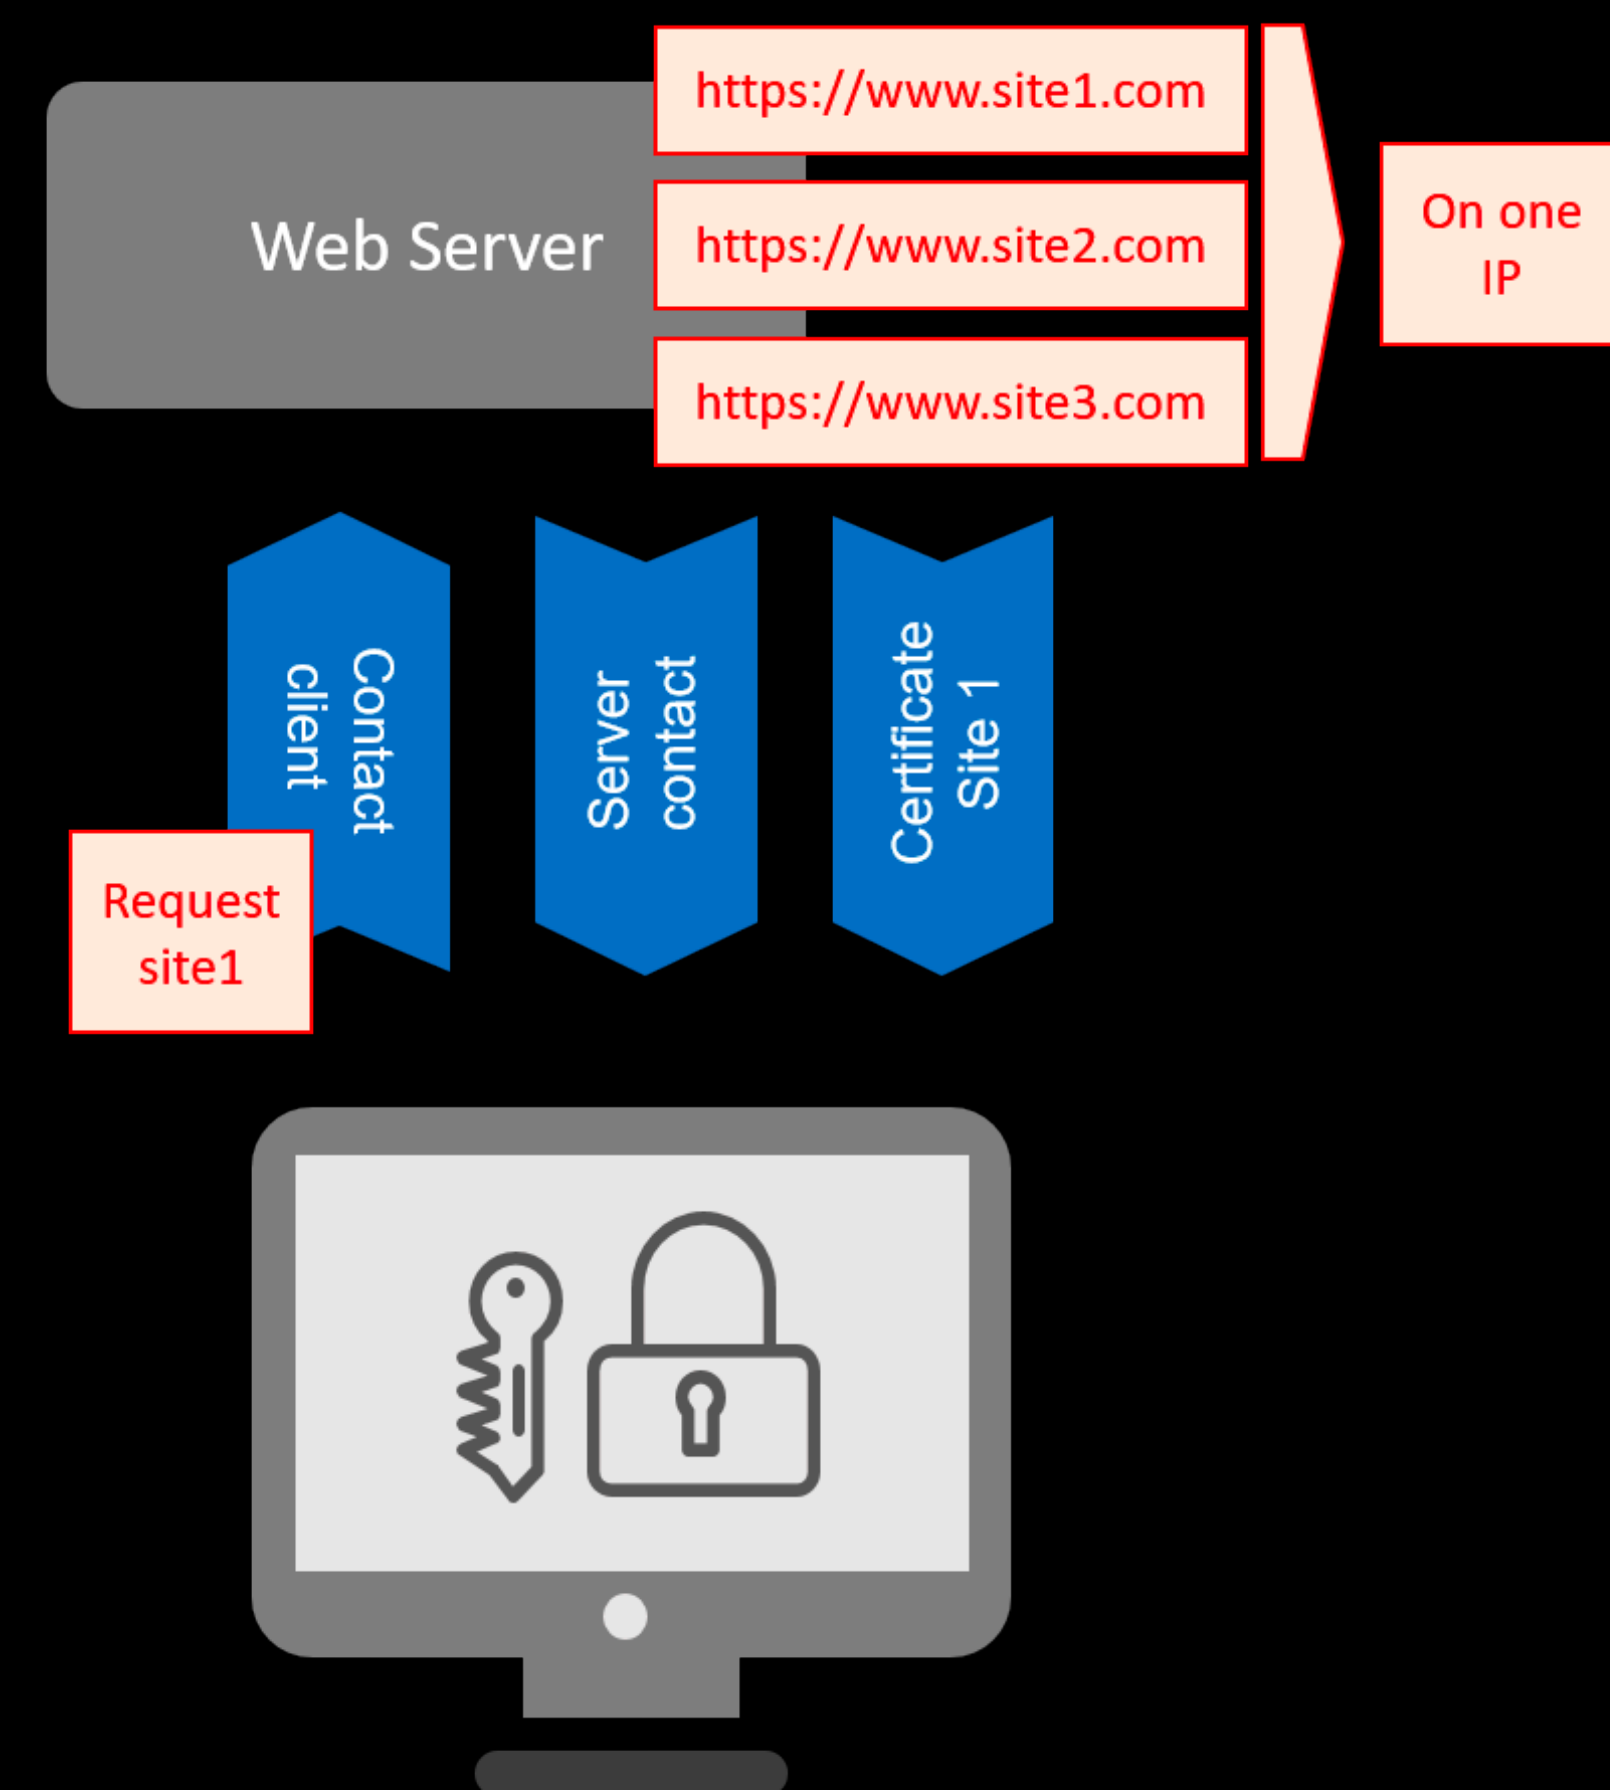 https://www.site1.com
Web Server
https://www.site2.com
https://www.site3.com
On one
IP
Contact
client
Server
contact
Certificate
Site 1
Request
site1